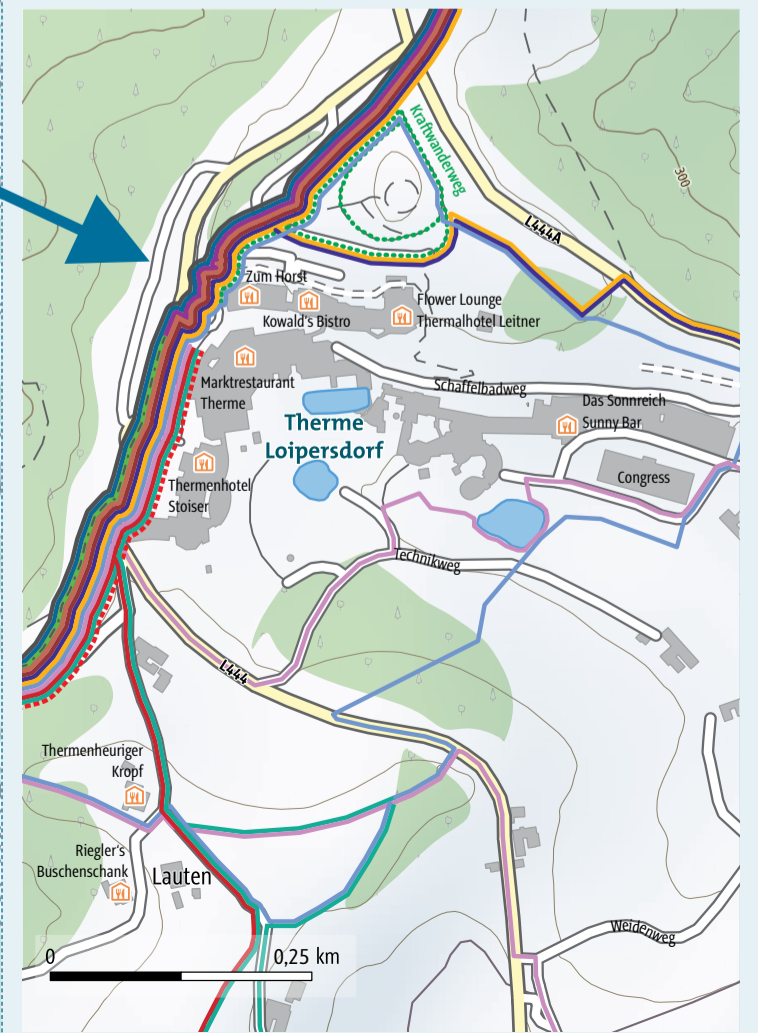 Kraftwanderweg
300
L444A
Zum Horst
Kowald's Bistro
Flower Lounge
Thermalhotel Leitner
Marktrestaurant
Therme
Schaffelbadweg
Das Sonnreich
Sunny Bar
Therme
Loipersdorf
Congress
Thermenhotel
Stoiser
Technikweg
L444
Thermenheuriger
Kropf
Riegler's
Buschenschank
Lauten
Weidenweg
0
0,25 km